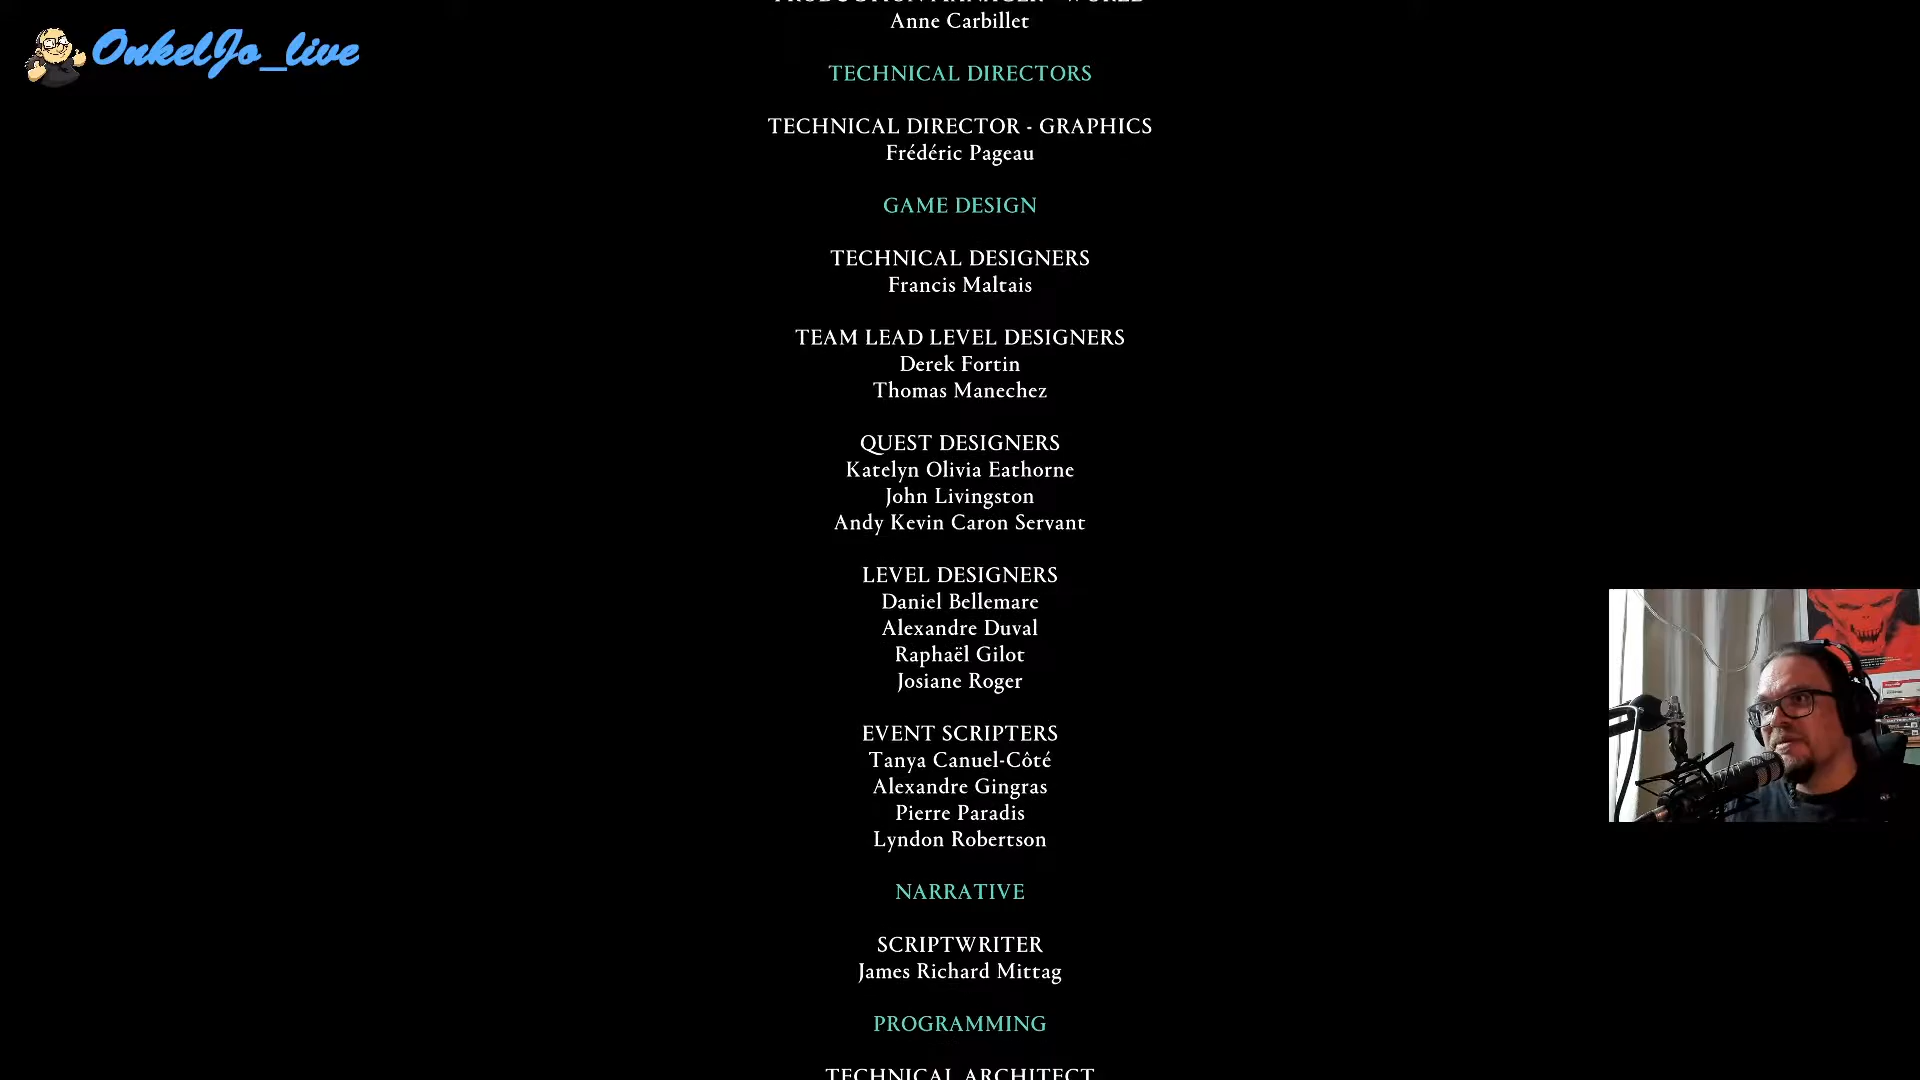 OnkelJo_live
PRODUCTION MANAGER - WORLD
Anne Carbillet
TECHNICAL DIRECTORS
TECHNICAL DIRECTOR - GRAPHICS
Frédéric Pageau
GAME DESIGN
TECHNICAL DESIGNERS
Francis Maltais
TEAM LEAD LEVEL DESIGNERS
Derek Fortin
Thomas Manechez
QUEST DESIGNERS
Katelyn Olivia Eathorne
John Livingston
Andy Kevin Caron Servant
LEVEL DESIGNERS
Daniel Bellemare
Alexandre Duval
Raphaël Gilot
Josiane Roger
EVENT SCRIPTERS
Tanya Canuel-Côté
Alexandre Gingras
Pierre Paradis
Lyndon Robertson
NARRATIVE
SCRIPTWRITER
James Richard Mittag
PROGRAMMING
TECHNICAL ARCHITECT